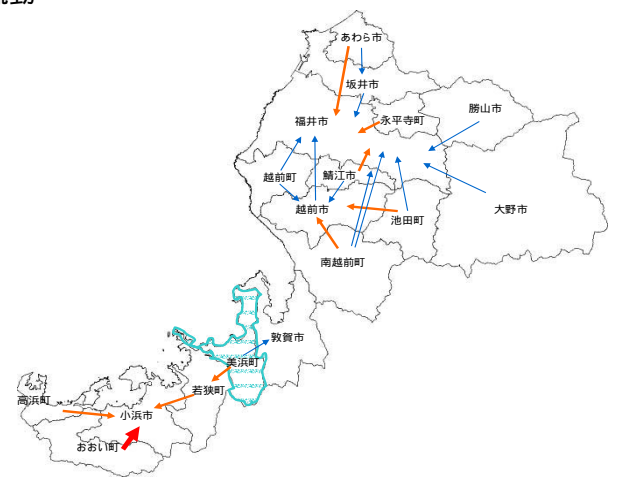 あわら市
坂井市
福井市
永平寺町
勝山市
越前町
鯖江市
越前市
池田町
大野市
南越前町
敦賀市
美浜町
若狭町
高浜町
小浜市
おおい町